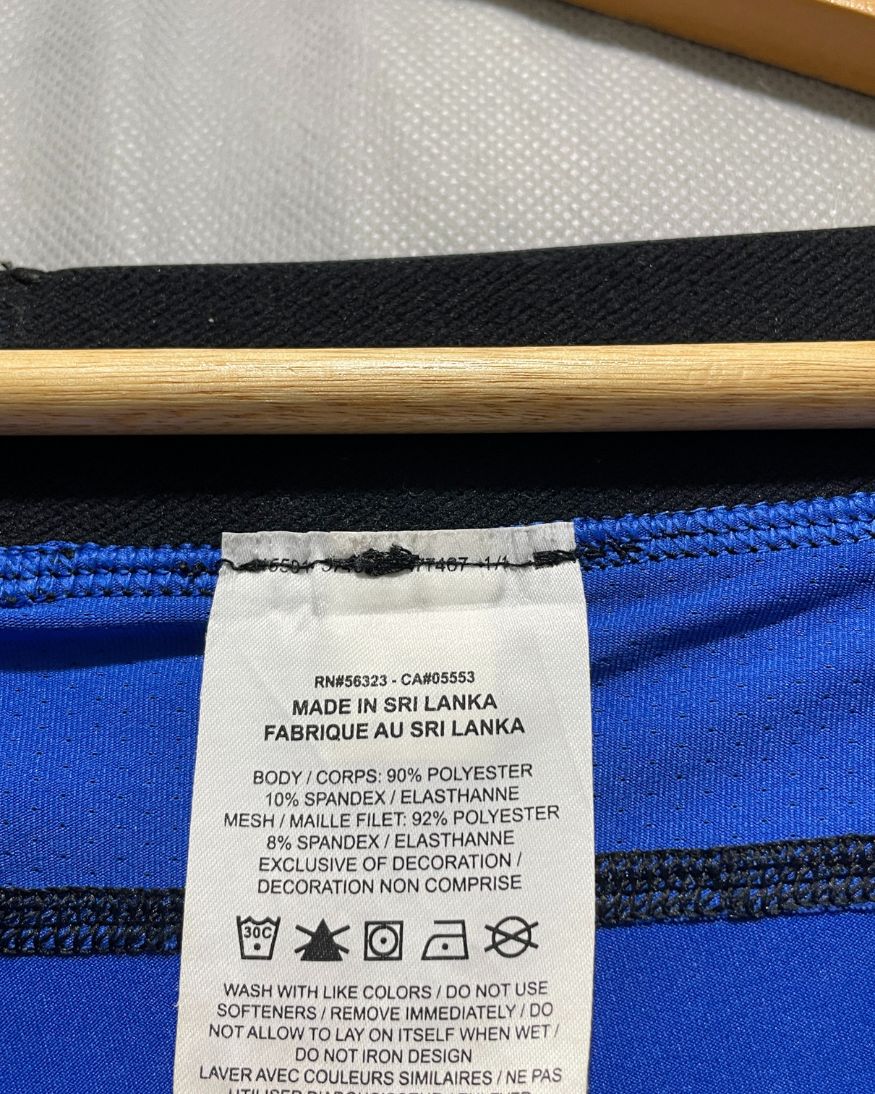 77467 -1/1
RN#56323 - CA#05553
MADE IN SRI LANKA
FABRIQUE AU SRI LANKA
BODY / CORPS: 90% POLYESTER
10% SPANDEX / ELASTHANNE
MESH / MAILLE FILET: 92% POLYESTER
8% SPANDEX / ELASTHANNE
EXCLUSIVE OF DECORATION /
DECORATION NON COMPRISE
30C
WASH WITH LIKE COLORS / DO NOT USE
SOFTENERS / REMOVE IMMEDIATELY / DO
NOT ALLOW TO LAY ON ITSELF WHEN WET /
DO NOT IRON DESIGN
LAVER AVEC COULEURS SIMILAIRES / NE PAS